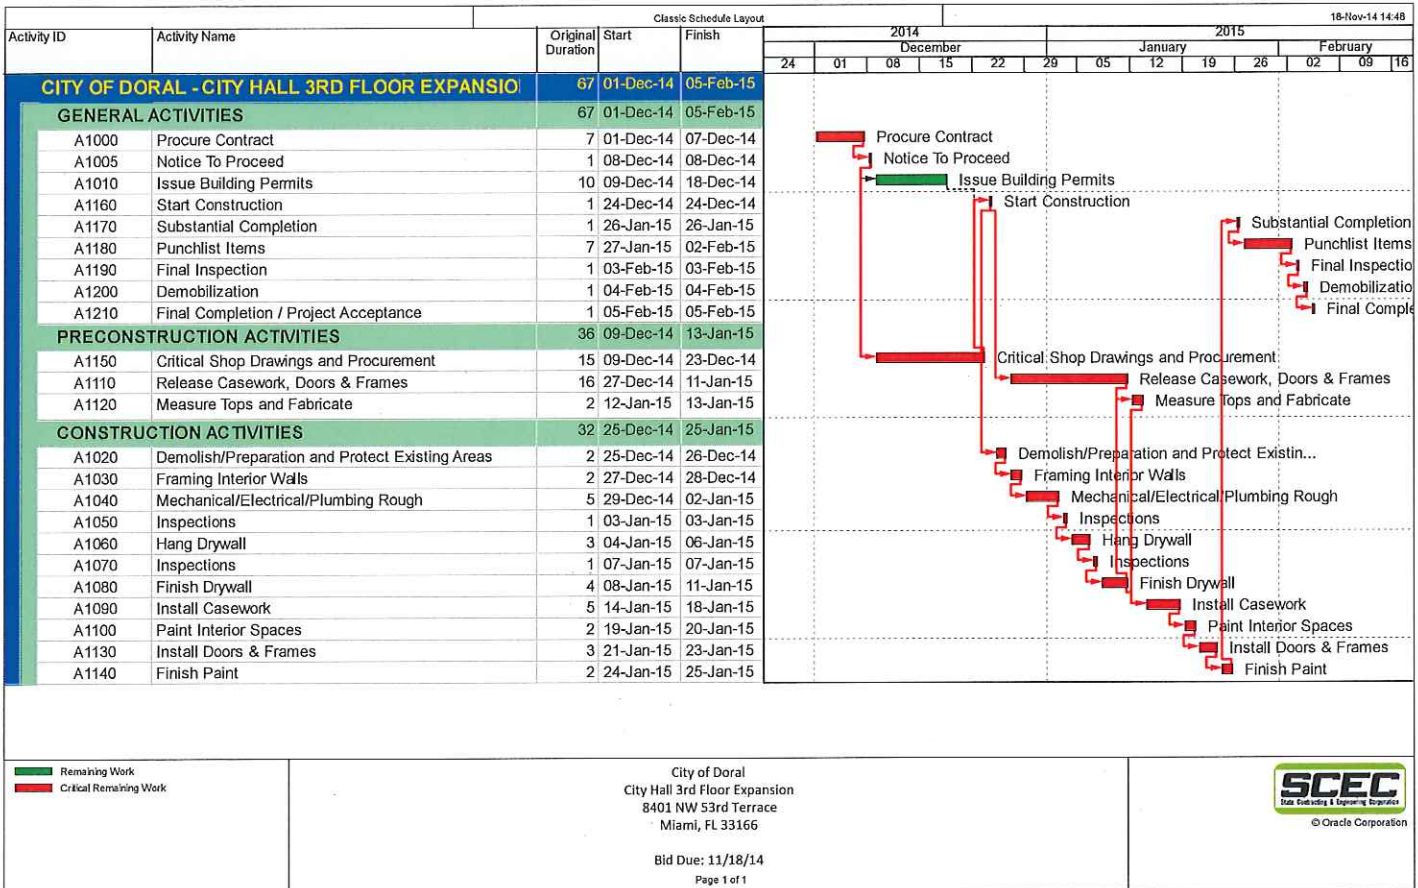 Classic Schedule Layout
18-Nov-14 14:48
Activity ID Activity Name Original Duration Start Finish
2014 2015
December January February
24 01 08 15 22 29 05 12 19 26 02 09 16
CITY OF DORAL - CITY HALL 3RD FLOOR EXPANSIO 67 01-Dec-14 05-Feb-15
GENERAL ACTIVITIES 67 01-Dec-14 05-Feb-15
A1000 Procure Contract 7 01-Dec-14 07-Dec-14 Procure Contract
A1005 Notice To Proceed 1 08-Dec-14 08-Dec-14 Notice To Proceed
A1010 Issue Building Permits 10 09-Dec-14 18-Dec-14 Issue Building Permits
A1160 Start Construction 1 24-Dec-14 24-Dec-14 Start Construction
A1170 Substantial Completion 1 26-Jan-15 26-Jan-15 Substantial Completion
A1180 Punchlist Items 7 27-Jan-15 02-Feb-15 Punchlist Items
A1190 Final Inspection 1 03-Feb-15 03-Feb-15 Final Inspectio
A1200 Demobilization 1 04-Feb-15 04-Feb-15 Demobilizatio
A1210 Final Completion / Project Acceptance 1 05-Feb-15 05-Feb-15 Final Comple
PRECONSTRUCTION ACTIVITIES 36 09-Dec-14 13-Jan-15
A1150 Critical Shop Drawings and Procurement 15 09-Dec-14 23-Dec-14 Critical Shop Drawings and Procurement
A1110 Release Casework, Doors & Frames 16 27-Dec-14 11-Jan-15 Release Casework, Doors & Frames
A1120 Measure Tops and Fabricate 2 12-Jan-15 13-Jan-15 Measure Tops and Fabricate
CONSTRUCTION ACTIVITIES 32 25-Dec-14 25-Jan-15
A1020 Demolish/Preparation and Protect Existing Areas 2 25-Dec-14 26-Dec-14 Demolish/Preparation and Protect Existin...
A1030 Framing Interior Walls 2 27-Dec-14 28-Dec-14 Framing Interior Walls
A1040 Mechanical/Electrical/Plumbing Rough 5 29-Dec-14 02-Jan-15 Mechanical/Electrical/Plumbing Rough
A1050 Inspections 1 03-Jan-15 03-Jan-15 Inspections
A1060 Hang Drywall 3 04-Jan-15 06-Jan-15 Hang Drywall
A1070 Inspections 1 07-Jan-15 07-Jan-15 Inspections
A1080 Finish Drywall 4 08-Jan-15 11-Jan-15 Finish Drywall
A1090 Install Casework 5 14-Jan-15 18-Jan-15 Install Casework
A1100 Paint Interior Spaces 2 19-Jan-15 20-Jan-15 Paint Interior Spaces
A1130 Install Doors & Frames 3 21-Jan-15 23-Jan-15 Install Doors & Frames
A1140 Finish Paint 2 24-Jan-15 25-Jan-15 Finish Paint
Remaining Work
Critical Remaining Work
City of Doral
City Hall 3rd Floor Expansion
8401 NW 53rd Terrace
Miami, FL 33166
Bid Due: 11/18/14
Page 1 of 1
SCEC
State Contracting & Engineering Corporation
© Oracle Corporation